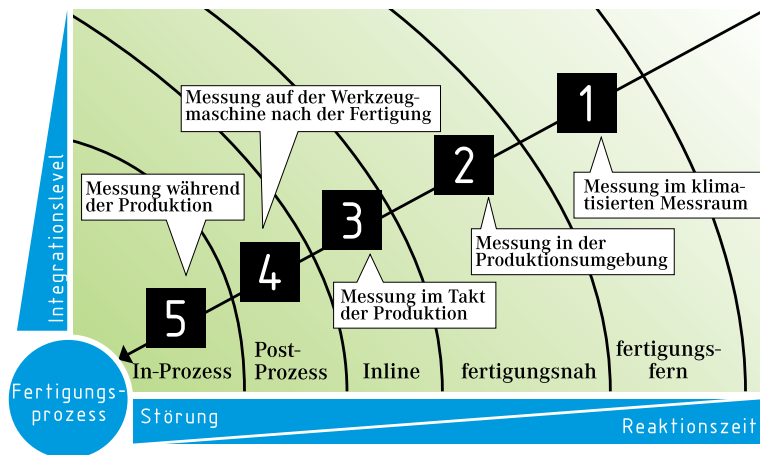 Integrationslevel
1
Messung auf der Werkzeug-
maschine nach der Fertigung
2
Messung während
der Produktion
Messung im klima-
tisierten Messraum
3
Messung in der
Produktionsumgebung
4
Messung im Takt
der Produktion
5
In-Prozess
Post-
Prozess
Inline
fertigungsnah
fertigungs-
fern
Fertigungs-
prozess
Störung
Reaktionszeit